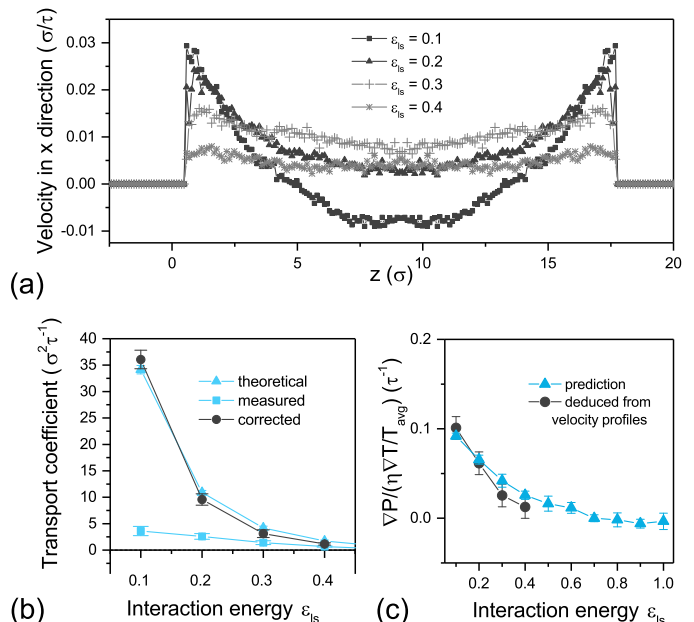 Velocity in x direction (σ/τ)
0.03
0.02
0.01
0.00
-0.01
ε_ls = 0.1
ε_ls = 0.2
ε_ls = 0.3
ε_ls = 0.4
0 5 10 15 20
z (σ)
(a)
Transport coefficient (σ²τ⁻¹)
40
35
30
25
20
15
10
5
0
theoretical
measured
corrected
0.1 0.2 0.3 0.4
Interaction energy ε_ls
(b)
∇P/(η∇T/T_avg) (τ⁻¹)
0.2
0.1
0.0
prediction
deduced from
velocity profiles
0.2 0.4 0.6 0.8 1.0
Interaction energy ε_ls
(c)